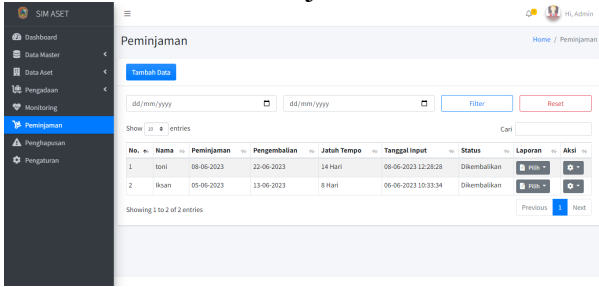 SIM ASET
Hi, Admin
Dashboard
Data Master
Data Aset
Pengadaan
Monitoring
Peminjaman
Penghapusan
Pengaturan
Peminjaman
Home / Peminjaman
Tambah Data
dd/mm/yyyy dd/mm/yyyy Filter Reset
Show 10 entries Cari
No. Nama Peminjaman Pengembalian Jatuh Tempo Tanggal Input Status Laporan Aksi
1 toni 08-06-2023 22-06-2023 14 Hari 08-06-2023 12:28:28 Dikembalikan Pilih
2 Iksan 05-06-2023 13-06-2023 8 Hari 06-06-2023 10:33:34 Dikembalikan Pilih
Showing 1 to 2 of 2 entries
Previous 1 Next